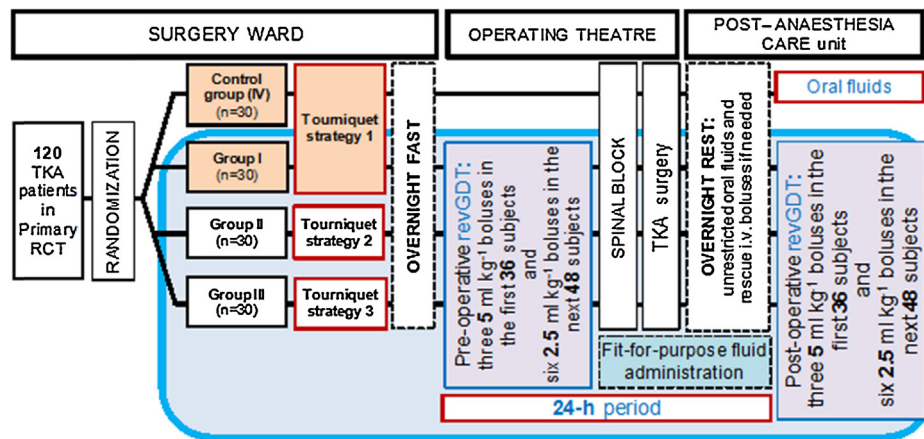 SURGERY WARD
OPERATING THEATRE
POST–ANAESTHESIA
CARE unit
120
TKA
patients
in
Primary
RCT
RANDOMIZATION
Control
group (IV)
(n=30)
Group I
(n=30)
Group II
(n=30)
Group III
(n=30)
Tourniquet
strategy 1
Tourniquet
strategy 2
Tourniquet
strategy 3
OVERNIGHT FAST
Pre-operative revGDT:
three 5 ml kg⁻¹ boluses in
the first 36 subjects
and
six 2.5 ml kg⁻¹ boluses in the
next 48 subjects
SPINAL BLOCK
TKA surgery
OVERNIGHT REST:
unrestricted oral fluids and
rescue i.v. boluses if needed
Fit-for-purpose fluid
administration
24-h period
Oral fluids
Post-operative revGDT:
three 5 ml kg⁻¹ boluses in the
first 36 subjects
and
six 2.5 ml kg⁻¹ boluses in the
next 48 subjects